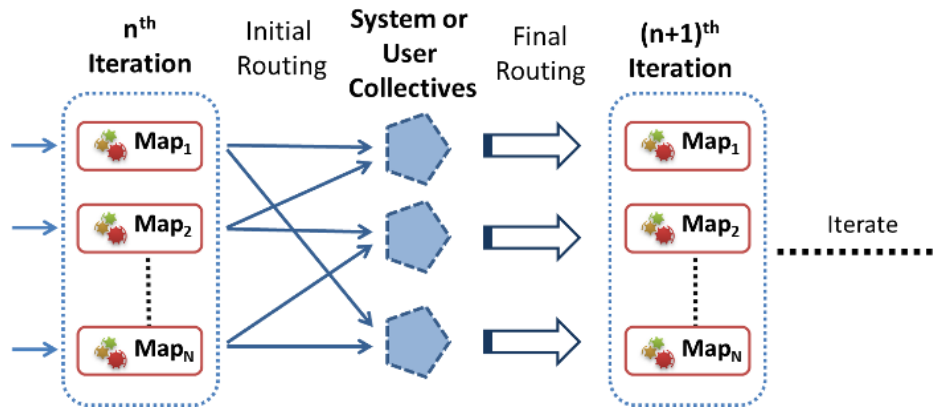 nth
Iteration
Initial
Routing
System or
User
Collectives
Final
Routing
(n+1)th
Iteration
Map1
Map2
MapN
Map1
Map2
MapN
Iterate